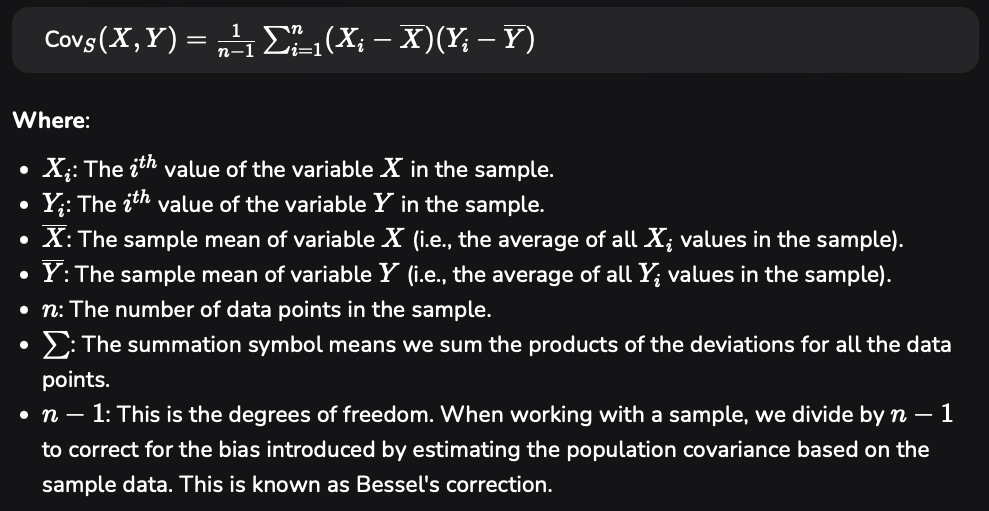 Cov_S(X, Y) = \frac{1}{n-1} \sum_{i=1}^{n} (X_i − \overline{X})(Y_i − \overline{Y})
Where:
• X_i: The i^{th} value of the variable X in the sample.
• Y_i: The i^{th} value of the variable Y in the sample.
• \overline{X}: The sample mean of variable X (i.e., the average of all X_i values in the sample).
• \overline{Y}: The sample mean of variable Y (i.e., the average of all Y_i values in the sample).
• n: The number of data points in the sample.
• ∑: The summation symbol means we sum the products of the deviations for all the data
points.
• n − 1: This is the degrees of freedom. When working with a sample, we divide by n − 1
to correct for the bias introduced by estimating the population covariance based on the
sample data. This is known as Bessel's correction.